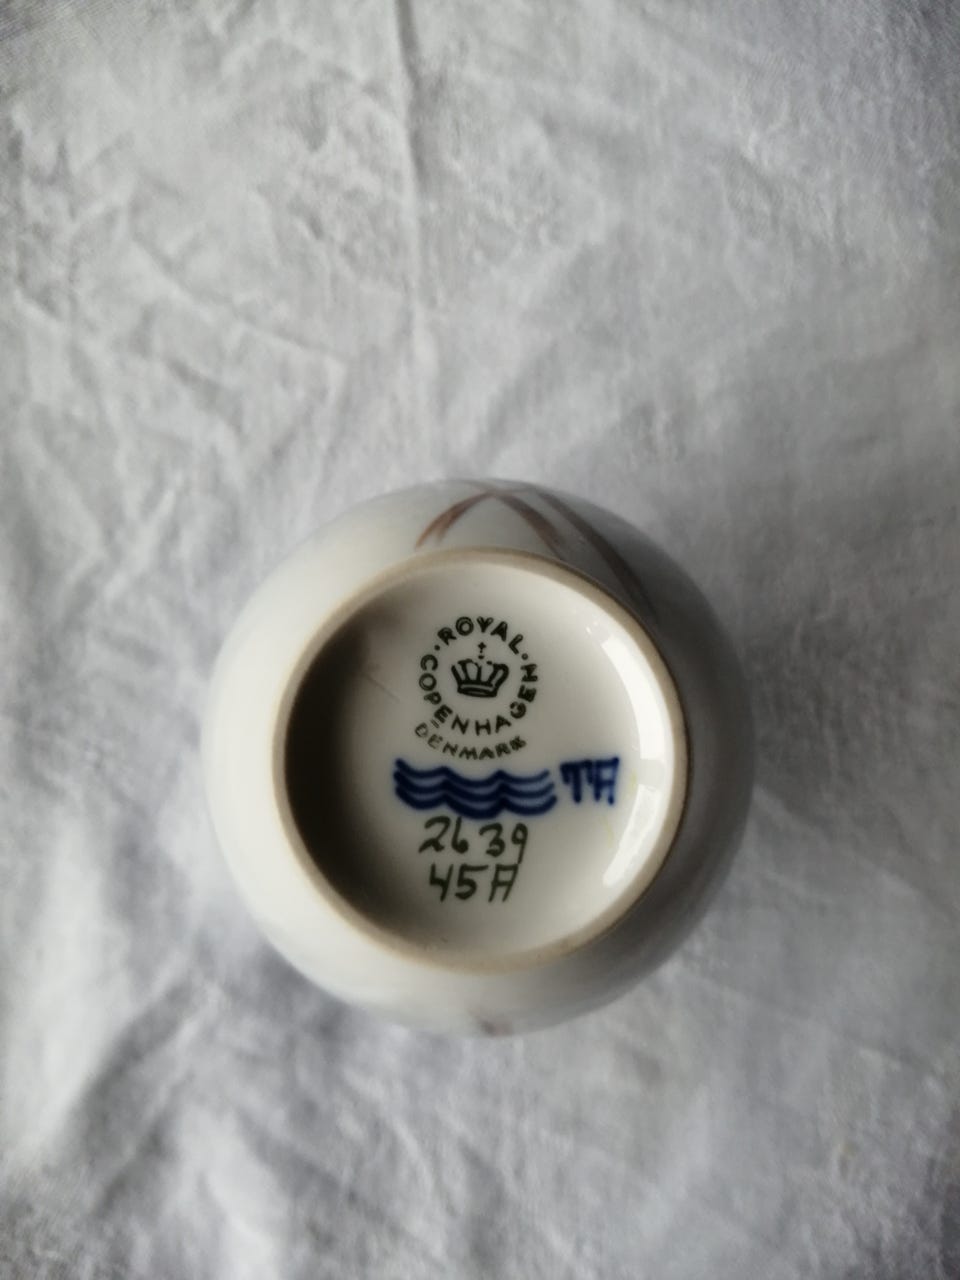 ROYAL
COPENHAGEN
DENMARK
TA
2639
45A